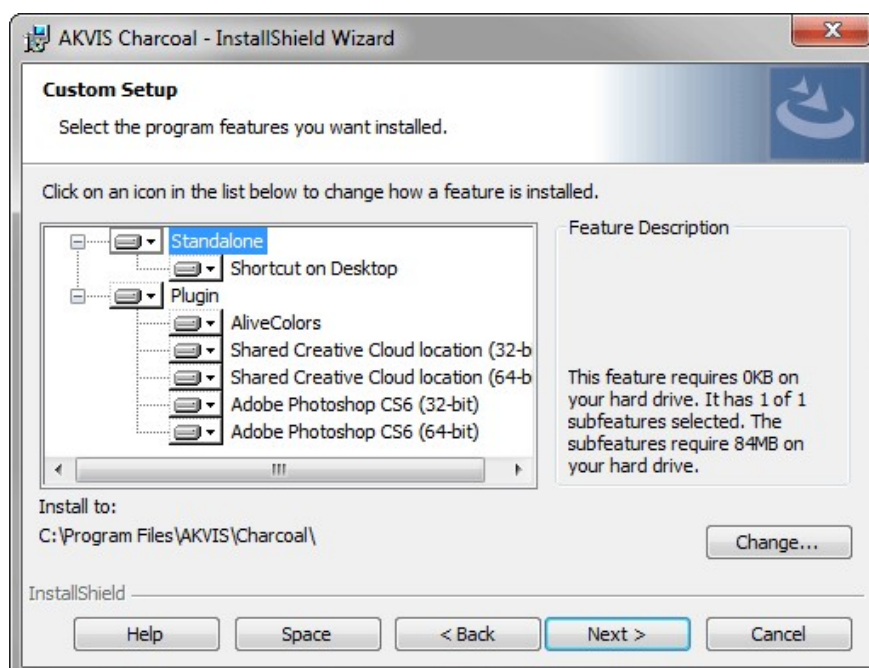 AKVIS Charcoal - InstallShield Wizard
Custom Setup
Select the program features you want installed.
Click on an icon in the list below to change how a feature is installed.
Standalone
Shortcut on Desktop
Plugin
AliveColors
Shared Creative Cloud location (32-b
Shared Creative Cloud location (64-b
Adobe Photoshop CS6 (32-bit)
Adobe Photoshop CS6 (64-bit)
Feature Description
This feature requires 0KB on
your hard drive. It has 1 of 1
subfeatures selected. The
subfeatures require 84MB on
your hard drive.
Install to:
C:\Program Files\AKVIS\Charcoal\
Change...
InstallShield
Help
Space
< Back
Next >
Cancel